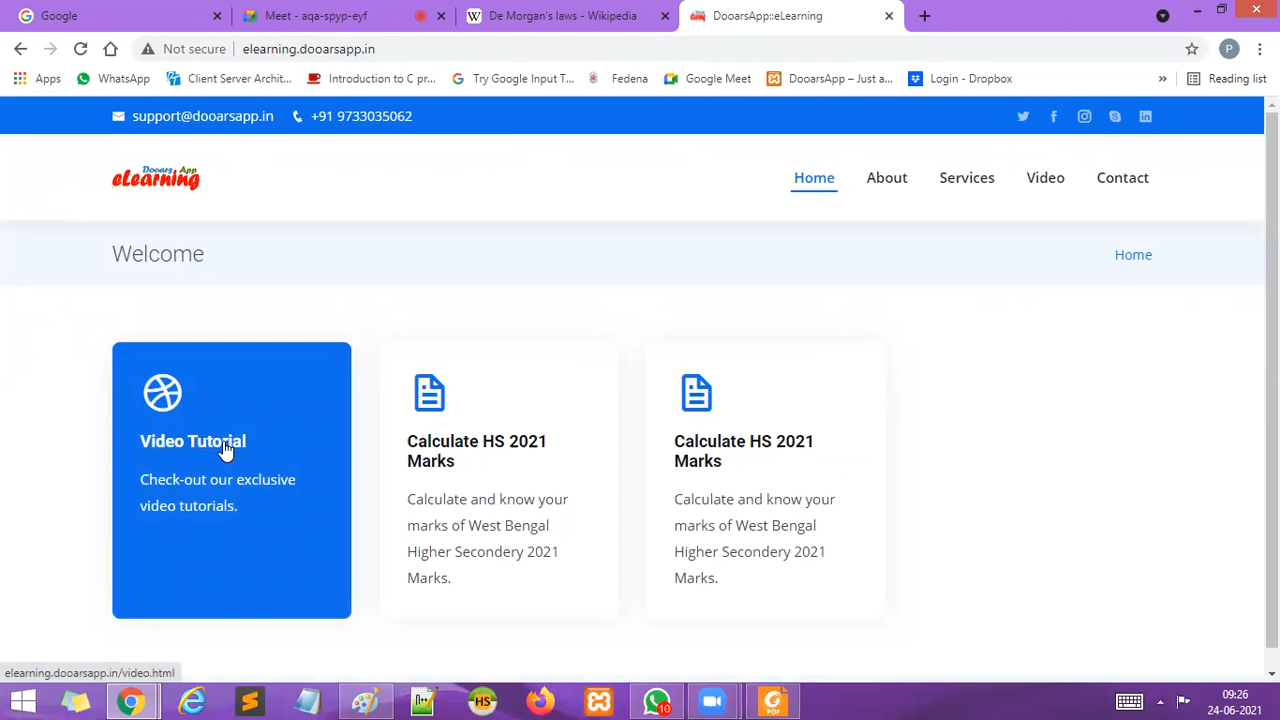 Google
Meet - aqa-spyp-eyf
De Morgan's laws - Wikipedia
DooarsApp::eLearning
Not secure
elearning.dooarsapp.in
P
Apps
WhatsApp
Client Server Archit...
Introduction to C pr...
Try Google Input T...
Fedena
Google Meet
DooarsApp – Just a...
Login - Dropbox
»
Reading list
support@dooarsapp.in
+91 9733035062
Dooars App
eLearning
Home
About
Services
Video
Contact
Welcome
Home
Video Tutorial
Check-out our exclusive
video tutorials.
Calculate HS 2021
Marks
Calculate and know your
marks of West Bengal
Higher Secondery 2021
Marks.
Calculate HS 2021
Marks
Calculate and know your
marks of West Bengal
Higher Secondery 2021
Marks.
elearning.dooarsapp.in/video.html
HS
10
PDF
09:26
24-06-2021